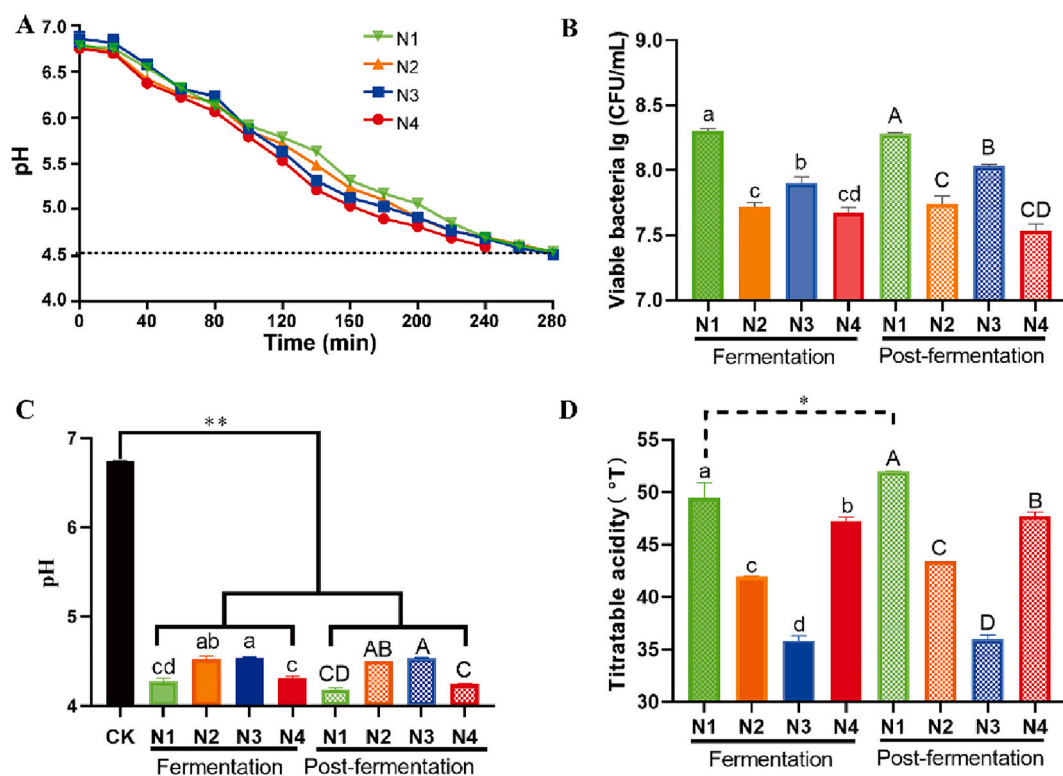 A
pH
7.0
6.5
6.0
5.5
5.0
4.5
4.0
0 40 80 120 160 200 240 280
Time (min)
N1
N2
N3
N4
B
Viable bacteria lg (CFU/mL)
9.0
8.5
8.0
7.5
7.0
a c b cd A C B CD
N1 N2 N3 N4 N1 N2 N3 N4
Fermentation Post-fermentation
C
pH
7
6
5
4
**
cd ab a c CD AB A C
CK N1 N2 N3 N4 N1 N2 N3 N4
Fermentation Post-fermentation
D
Titratable acidity( °T)
55
50
45
40
35
30
*
a c d b A C D B
N1 N2 N3 N4 N1 N2 N3 N4
Fermentation Post-fermentation